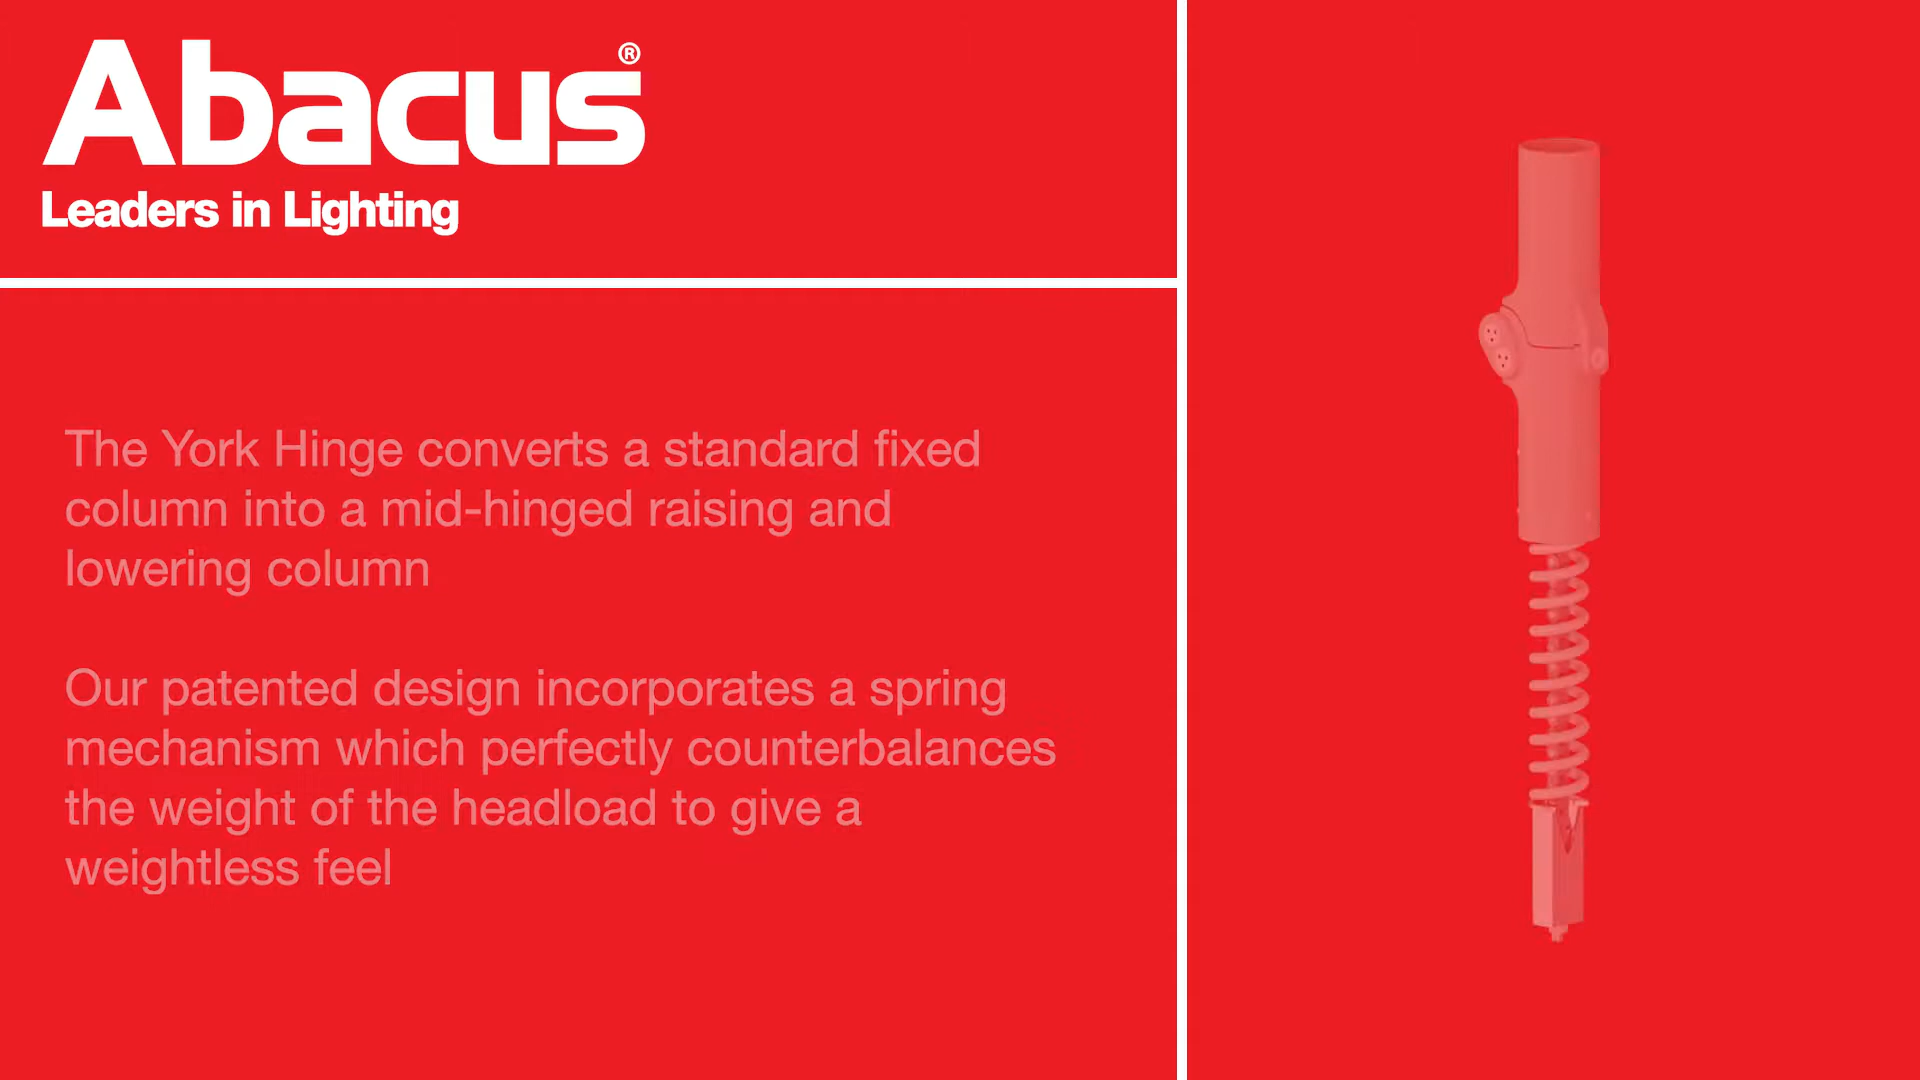 Abacus®
Leaders in Lighting
The York Hinge converts a standard fixed
column into a mid-hinged raising and
lowering column
Our patented design incorporates a spring
mechanism which perfectly counterbalances
the weight of the headload to give a
weightless feel